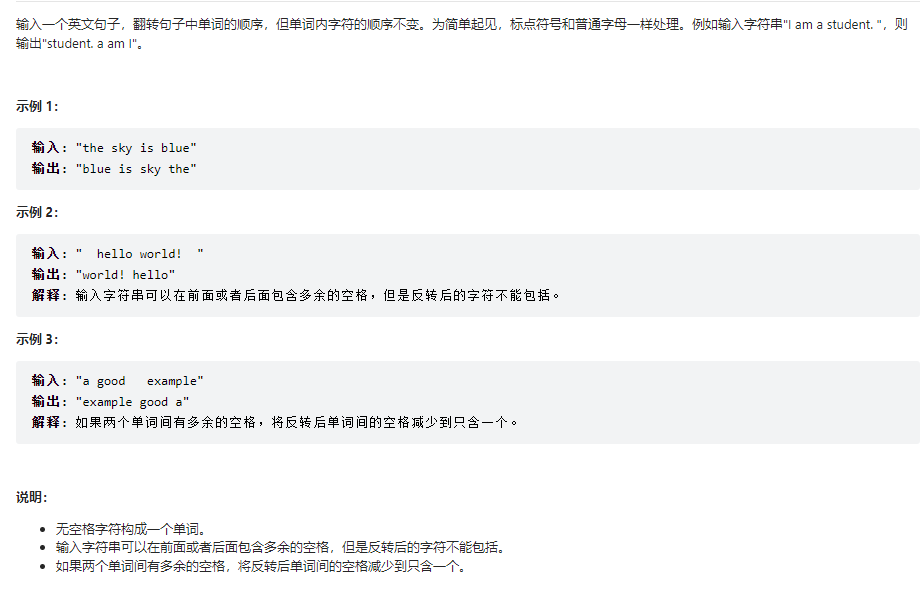 输入一个英文句子，翻转句子中单词的顺序，但单词内字符的顺序不变。为简单起见，标点符号和普通字母一样处理。例如输入字符串"I am a student. "，则
输出"student. a am I"。
示例 1：
输入: "the sky is blue"
输出: "blue is sky the"
示例 2：
输入: "  hello world!  "
输出: "world! hello"
解释: 输入字符串可以在前面或者后面包含多余的空格，但是反转后的字符不能包括。
示例 3：
输入: "a good   example"
输出: "example good a"
解释: 如果两个单词间有多余的空格，将反转后单词间的空格减少到只含一个。
说明：
• 无空格字符构成一个单词。
• 输入字符串可以在前面或者后面包含多余的空格，但是反转后的字符不能包括。
• 如果两个单词间有多余的空格，将反转后单词间的空格减少到只含一个。